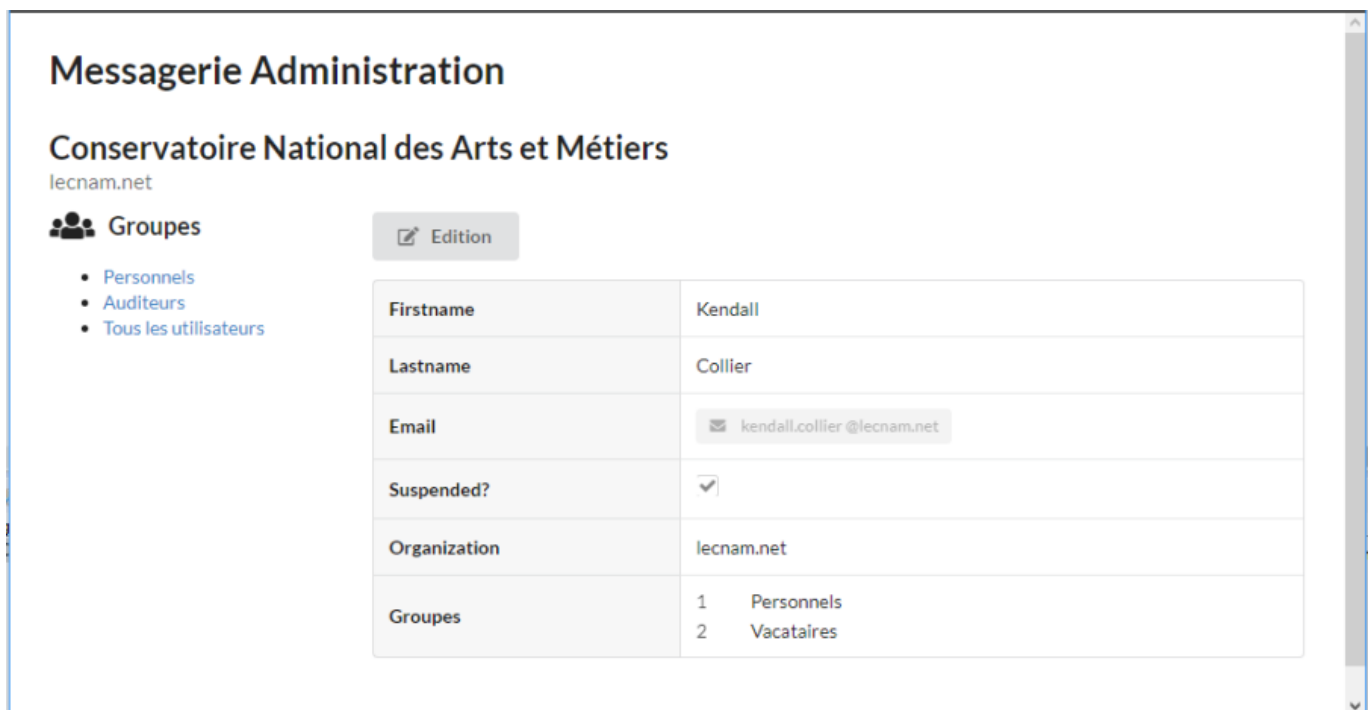 Messagerie Administration
Conservatoire National des Arts et Métiers
lecnam.net
Groupes
Personnels
Auditeurs
Tous les utilisateurs
Edition
Firstname Kendall
Lastname Collier
Email kendall.collier @lecnam.net
Suspended?
Organization lecnam.net
Groupes
1 Personnels
2 Vacataires